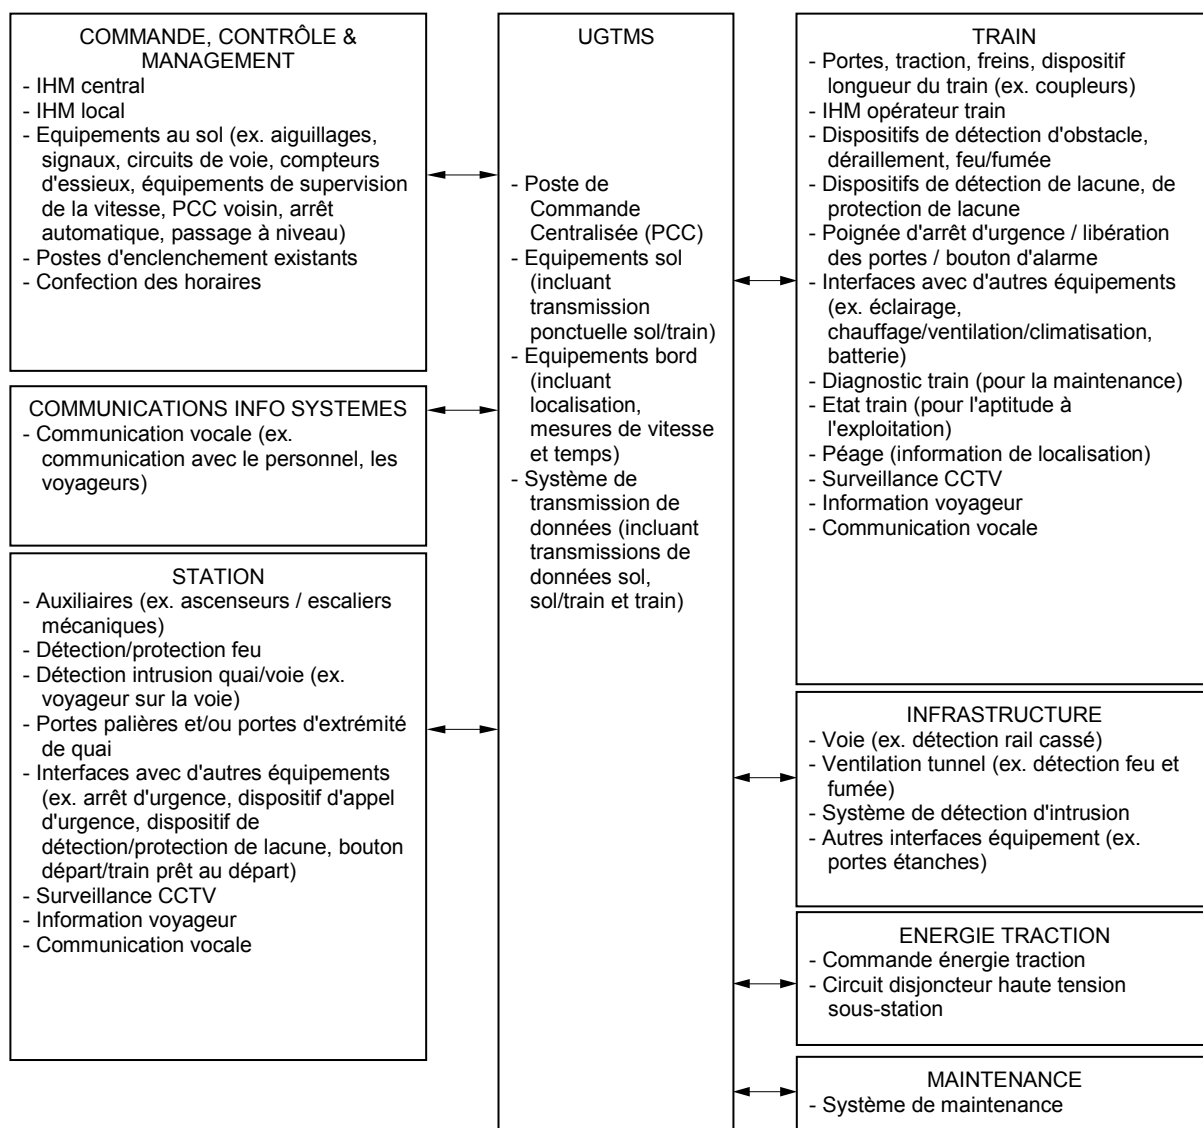 COMMANDE, CONTRÔLE &
MANAGEMENT
- IHM central
- IHM local
- Equipements au sol (ex. aiguillages,
signaux, circuits de voie, compteurs
d'essieux, équipements de supervision
de la vitesse, PCC voisin, arrêt
automatique, passage à niveau)
- Postes d'enclenchement existants
- Confection des horaires
COMMUNICATIONS INFO SYSTEMES
- Communication vocale (ex.
communication avec le personnel, les
voyageurs)
STATION
- Auxiliaires (ex. ascenseurs / escaliers
mécaniques)
- Détection/protection feu
- Détection intrusion quai/voie (ex.
voyageur sur la voie)
- Portes palières et/ou portes d'extrémité
de quai
- Interfaces avec d'autres équipements
(ex. arrêt d'urgence, dispositif d'appel
d'urgence, dispositif de
détection/protection de lacune, bouton
départ/train prêt au départ)
- Surveillance CCTV
- Information voyageur
- Communication vocale
UGTMS
- Poste de
Commande
Centralisée (PCC)
- Equipements sol
(incluant
transmission
ponctuelle sol/train)
- Equipements bord
(incluant
localisation,
mesures de vitesse
et temps)
- Système de
transmission de
données (incluant
transmissions de
données sol,
sol/train et train)
TRAIN
- Portes, traction, freins, dispositif
longueur du train (ex. coupleurs)
- IHM opérateur train
- Dispositifs de détection d'obstacle,
déraillement, feu/fumée
- Dispositifs de détection de lacune, de
protection de lacune
- Poignée d'arrêt d'urgence / libération
des portes / bouton d'alarme
- Interfaces avec d'autres équipements
(ex. éclairage,
chauffage/ventilation/climatisation,
batterie)
- Diagnostic train (pour la maintenance)
- Etat train (pour l'aptitude à
l'exploitation)
- Péage (information de localisation)
- Surveillance CCTV
- Information voyageur
- Communication vocale
INFRASTRUCTURE
- Voie (ex. détection rail cassé)
- Ventilation tunnel (ex. détection feu et
fumée)
- Système de détection d'intrusion
- Autres interfaces équipement (ex.
portes étanches)
ENERGIE TRACTION
- Commande énergie traction
- Circuit disjoncteur haute tension
sous-station
MAINTENANCE
- Système de maintenance